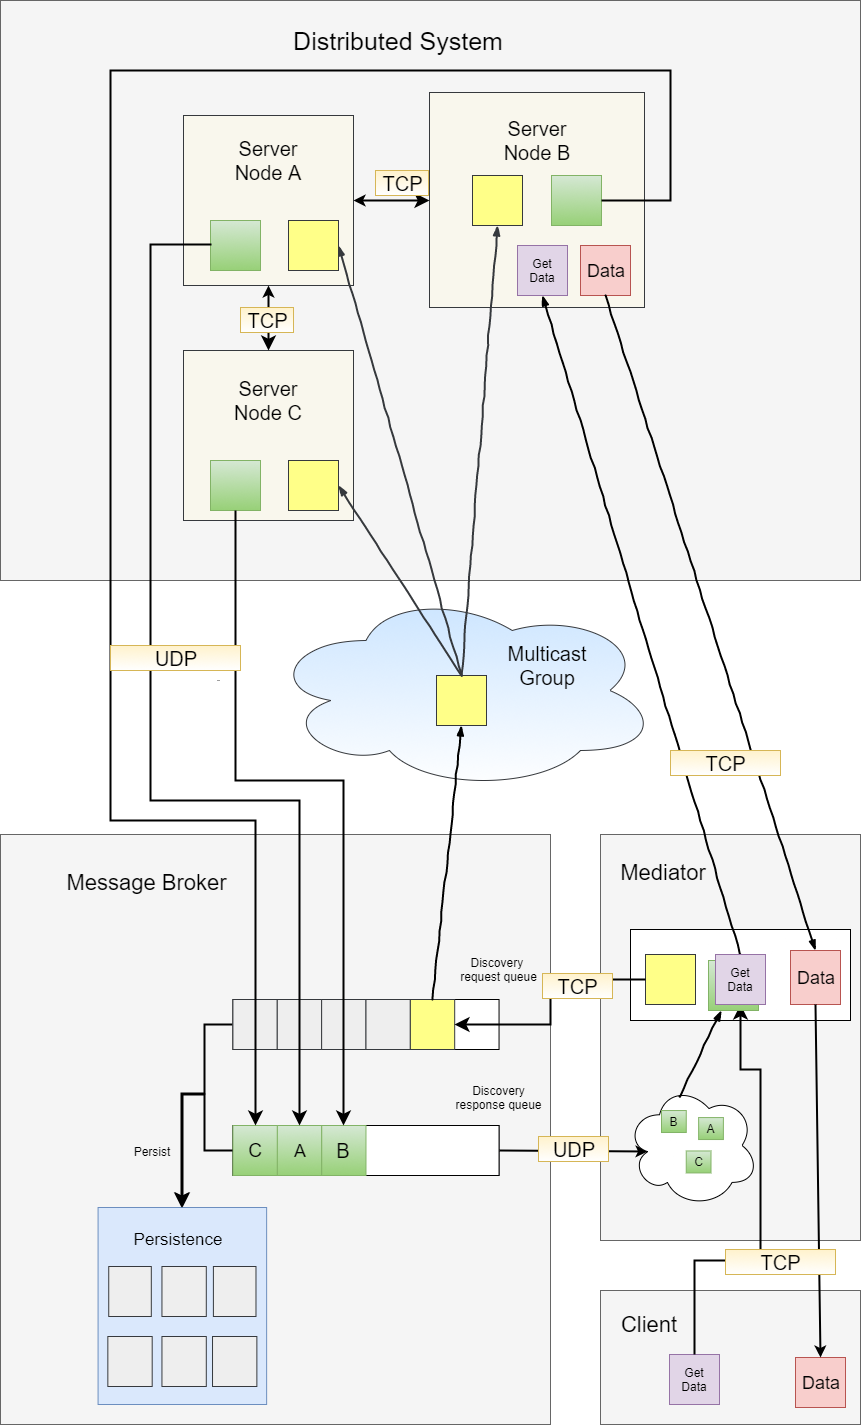 Distributed System
Server
Node A
Server
Node B
TCP
Get
Data
Data
TCP
Server
Node C
UDP
Multicast
Group
TCP
Message Broker
Mediator
Discovery
request queue
TCP
Get
Data
Data
Discovery
response queue
C
A
B
UDP
B
A
C
Persist
Persistence
TCP
Client
Get
Data
Data